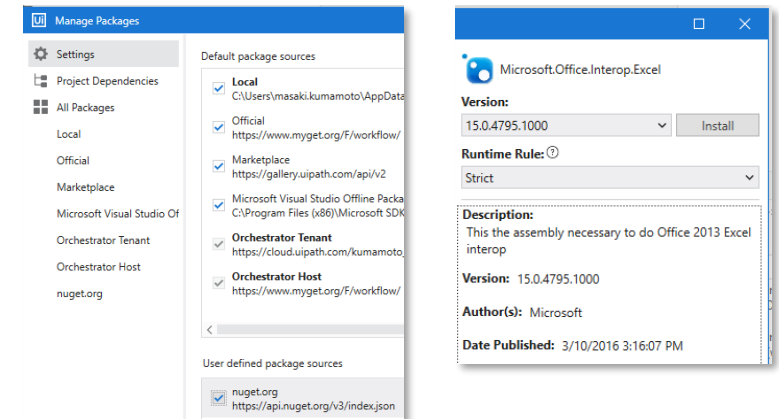 Ui Manage Packages
Settings
Project Dependencies
All Packages
Local
Official
Marketplace
Microsoft Visual Studio Of
Orchestrator Tenant
Orchestrator Host
nuget.org
Default package sources
Local
C:\Users\masaki.kumamoto\AppData
Official
https://www.myget.org/F/workflow/
Marketplace
https://gallery.uipath.com/api/v2
Microsoft Visual Studio Offline Packa
C:\Program Files (x86)\Microsoft SDK
Orchestrator Tenant
https://cloud.uipath.com/kumamoto_
Orchestrator Host
https://www.myget.org/F/workflow/
User defined package sources
nuget.org
https://api.nuget.org/v3/index.json
Microsoft.Office.Interop.Excel
Version:
15.0.4795.1000
Install
Runtime Rule: ?
Strict
Description:
This the assembly necessary to do Office 2013 Excel
interop
Version: 15.0.4795.1000
Author(s): Microsoft
Date Published: 3/10/2016 3:16:07 PM